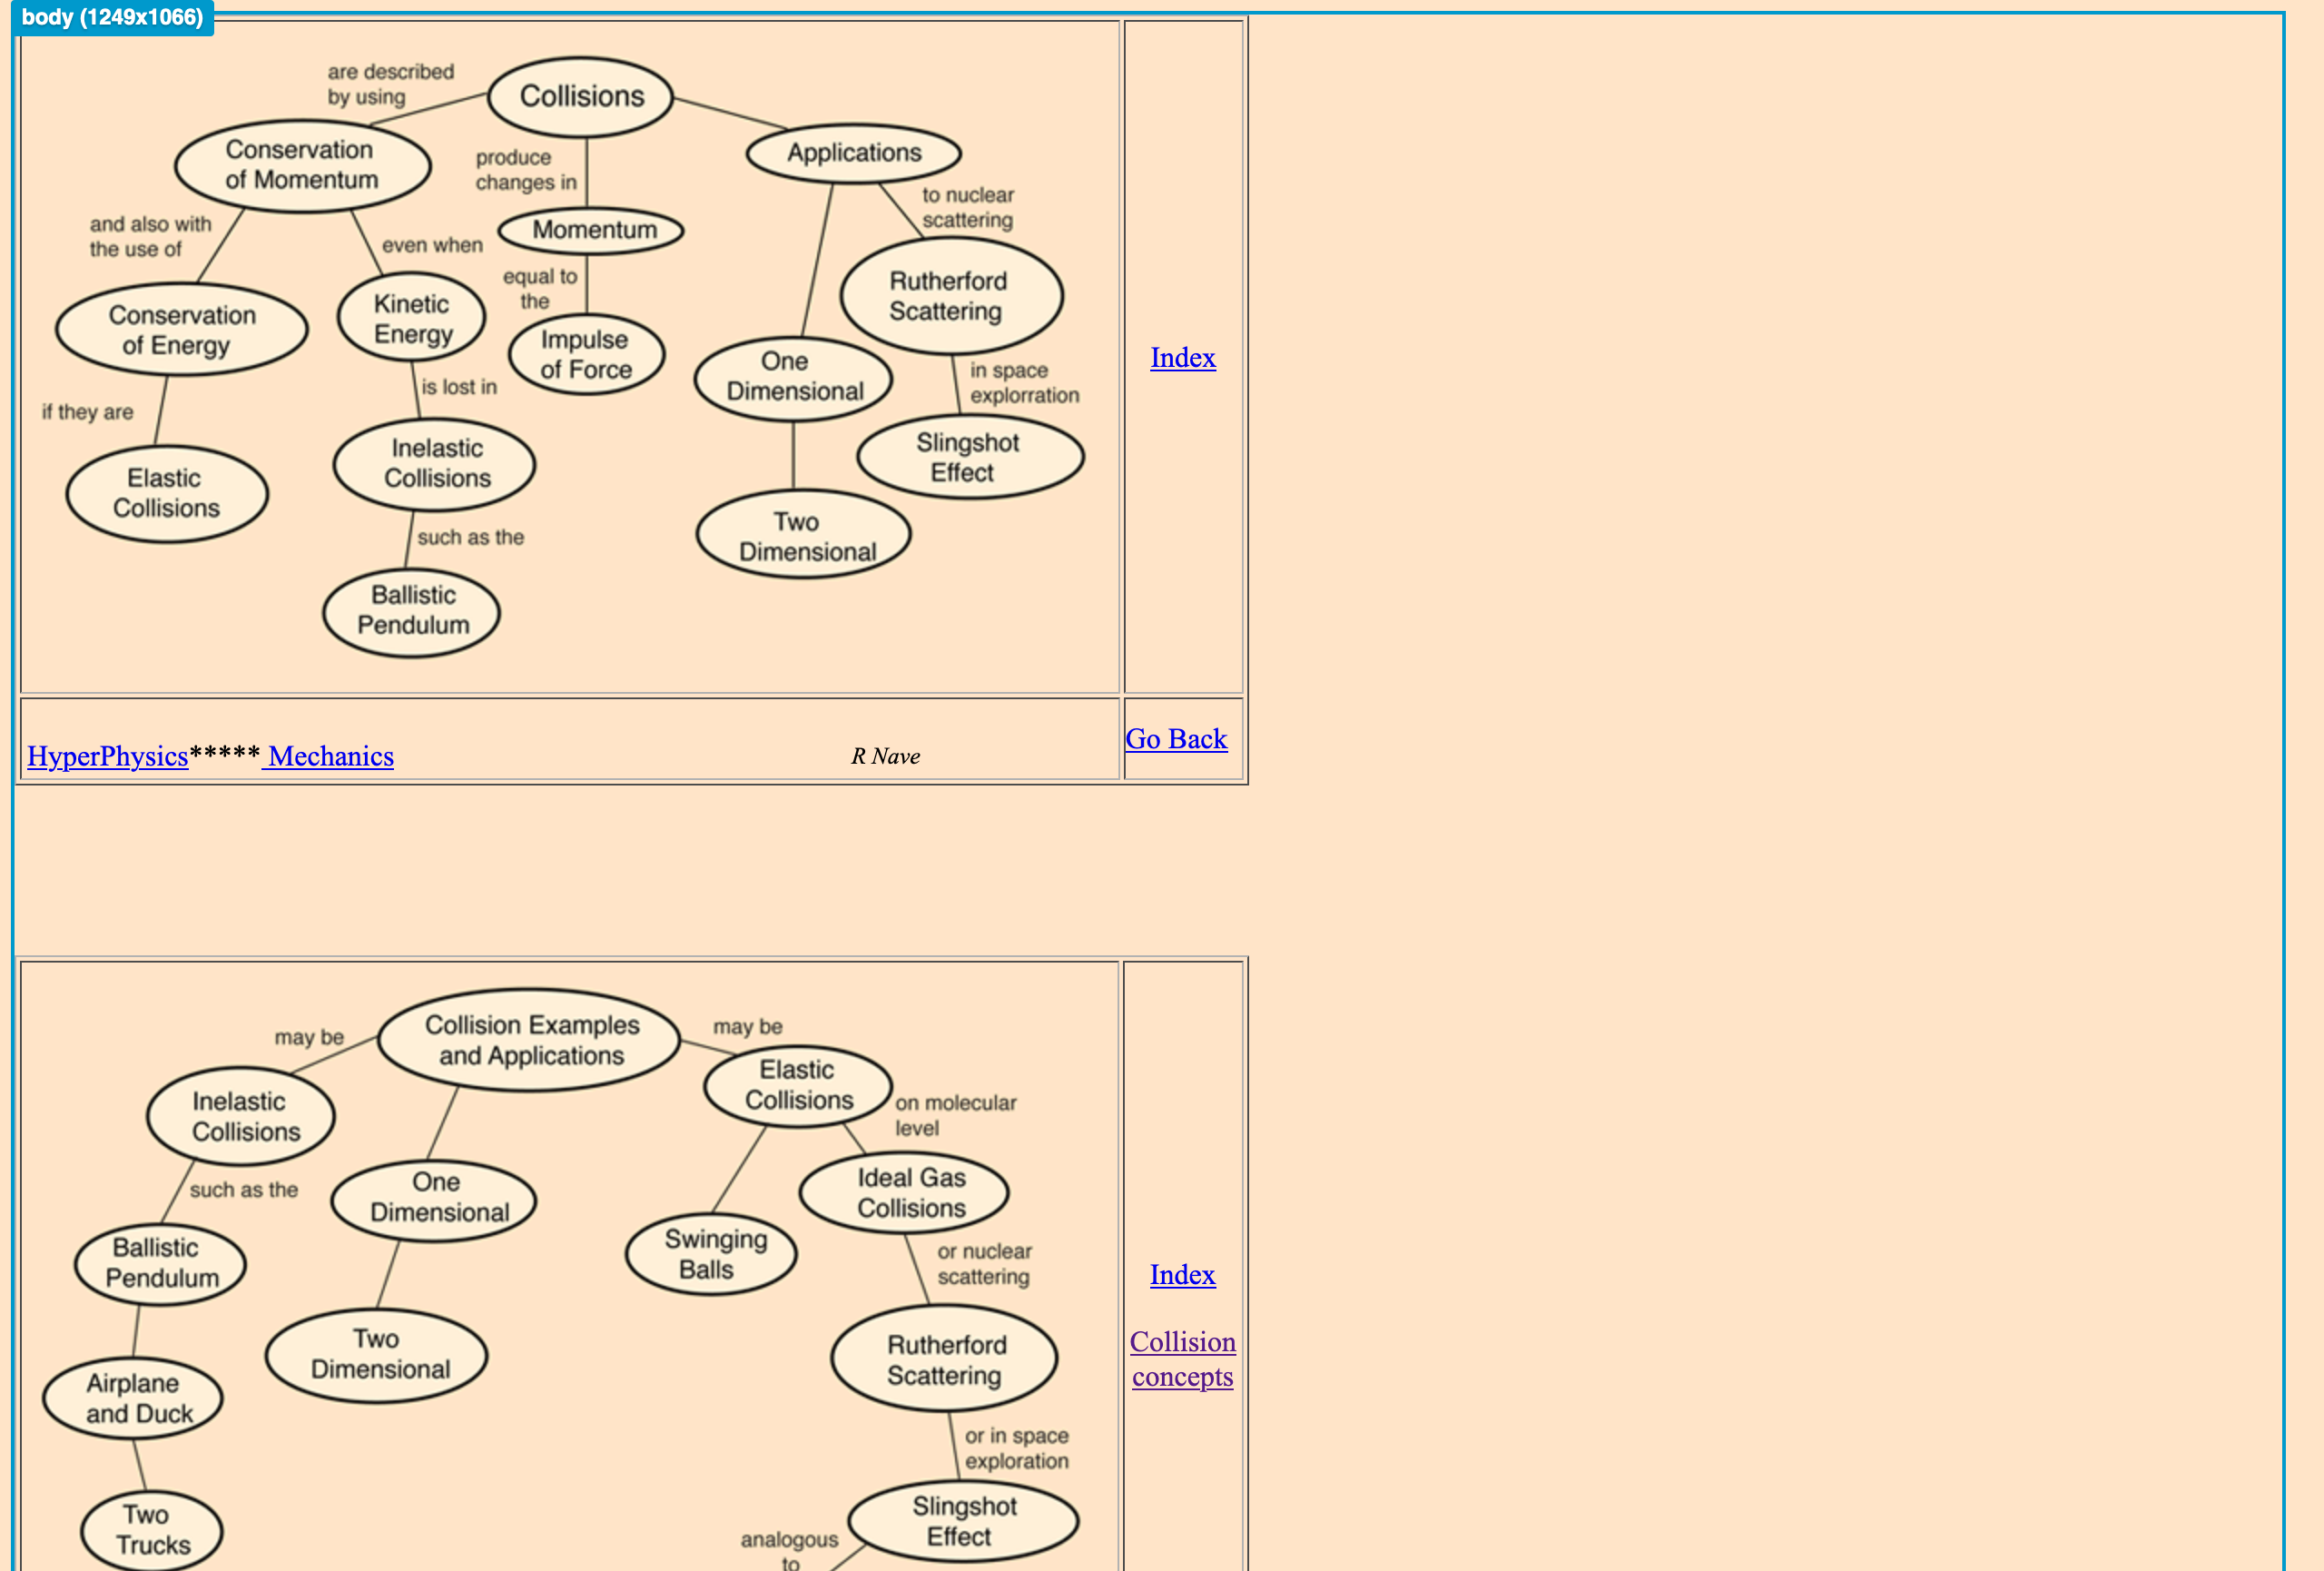 body (1249x1066)
are described
by using
Collisions
Conservation
of Momentum
produce
changes in
Applications
to nuclear
scattering
and also with
the use of
even when
Momentum
equal to
the
Rutherford
Scattering
Conservation
of Energy
Kinetic
Energy
Impulse
of Force
One
Dimensional
in space
explorration
Index
if they are
is lost in
Elastic
Collisions
Inelastic
Collisions
Slingshot
Effect
such as the
Two
Dimensional
Ballistic
Pendulum
HyperPhysics***** Mechanics
R Nave
Go Back
may be
Collision Examples
and Applications
may be
Inelastic
Collisions
Elastic
Collisions
on molecular
level
such as the
One
Dimensional
Ideal Gas
Collisions
Ballistic
Pendulum
Swinging
Balls
or nuclear
scattering
Index
Two
Dimensional
Rutherford
Scattering
Collision
concepts
Airplane
and Duck
or in space
exploration
Two
Trucks
Slingshot
Effect
analogous
to